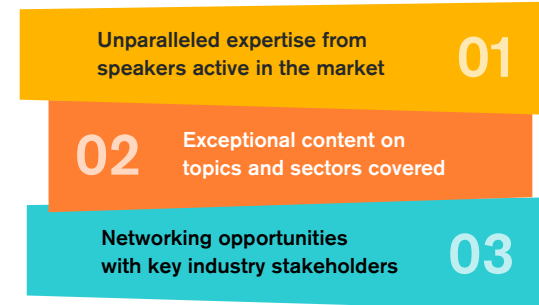 Unparalleled expertise from
speakers active in the market
01
02
Exceptional content on
topics and sectors covered
Networking opportunities
with key industry stakeholders
03